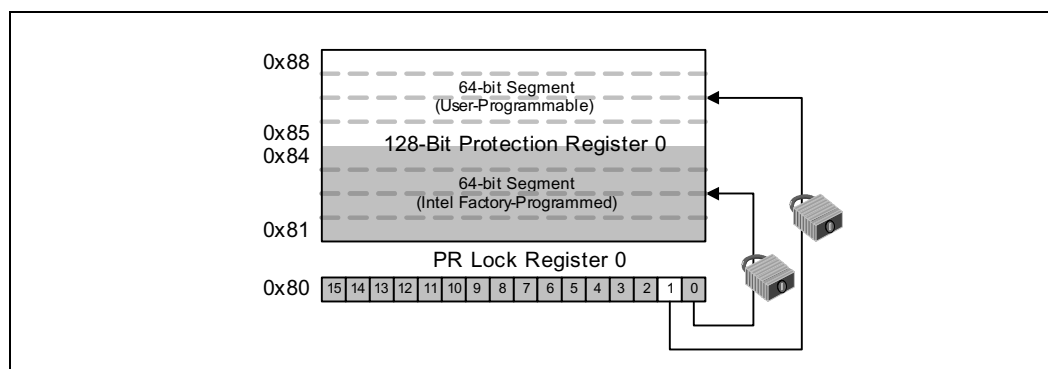 0x88
64-bit Segment
(User-Programmable)
0x85
128-Bit Protection Register 0
0x84
64-bit Segment
(Intel Factory-Programmed)
0x81
PR Lock Register 0
0x80 15 14 13 12 11 10 9 8 7 6 5 4 3 2 1 0